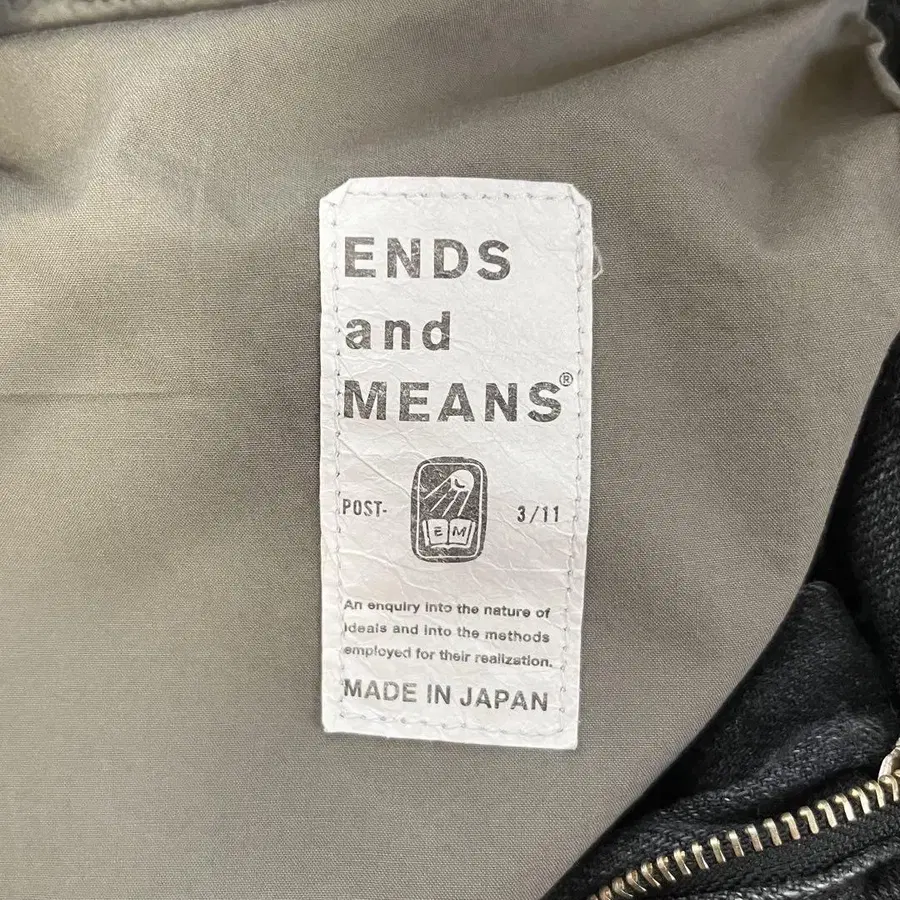 ENDS
and
MEANS®
POST- 3/11
E M
An enquiry into the nature of
ideals and into the methods
employed for their realization.
MADE IN JAPAN